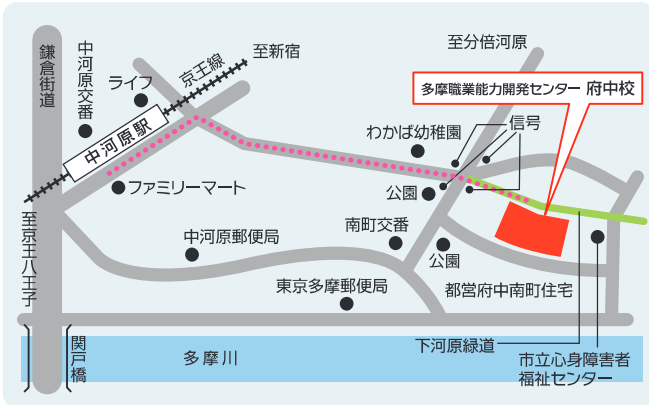 鎌倉街道
中河原交番
ライフ
京王線
至新宿
至分倍河原
多摩職業能力開発センター 府中校
中河原駅
わかば幼稚園
信号
ファミリーマート
公園
至京王八王子
中河原郵便局
南町交番
公園
東京多摩郵便局
都営府中南町住宅
関戸橋
多摩川
下河原緑道
市立心身障害者
福祉センター